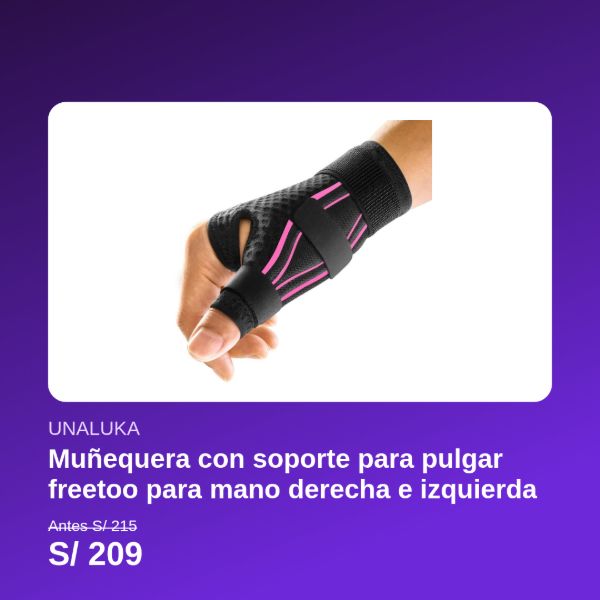 UNALUKA
Muñequera con soporte para pulgar
freetoo para mano derecha e izquierda
Antes S/ 215
S/ 209